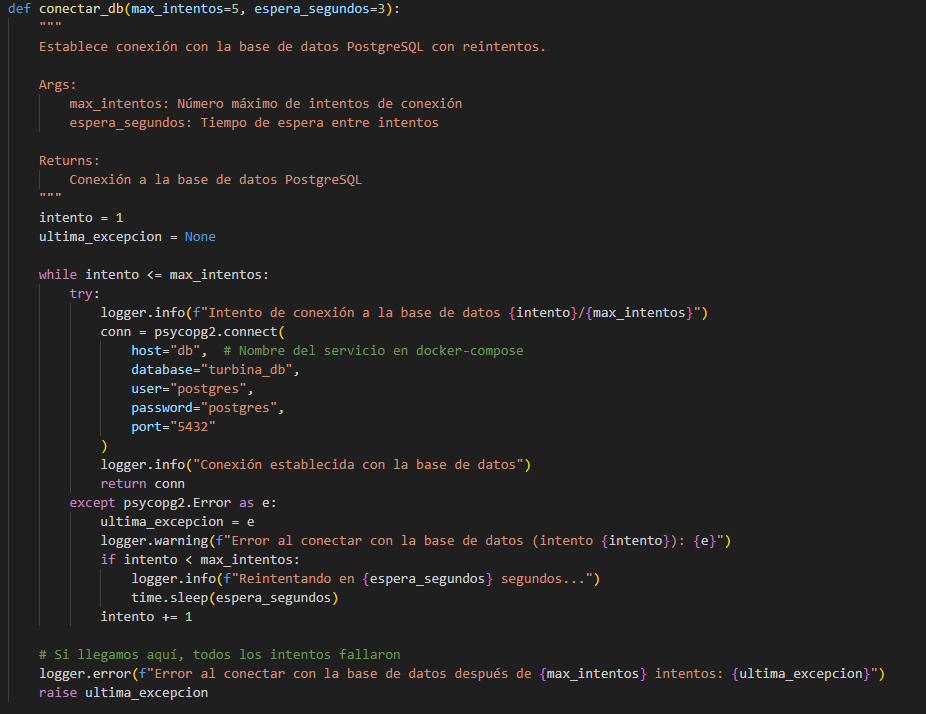 def conectar_db(max_intentos=5, espera_segundos=3):
    """
    Establece conexión con la base de datos PostgreSQL con reintentos.

    Args:
        max_intentos: Número máximo de intentos de conexión
        espera_segundos: Tiempo de espera entre intentos

    Returns:
        Conexión a la base de datos PostgreSQL
    """
    intento = 1
    ultima_excepcion = None

    while intento <= max_intentos:
        try:
            logger.info(f"Intento de conexión a la base de datos {intento}/{max_intentos}")
            conn = psycopg2.connect(
                host="db",  # Nombre del servicio en docker-compose
                database="turbina_db",
                user="postgres",
                password="postgres",
                port="5432"
            )
            logger.info("Conexión establecida con la base de datos")
            return conn
        except psycopg2.Error as e:
            ultima_excepcion = e
            logger.warning(f"Error al conectar con la base de datos (intento {intento}): {e}")
            if intento < max_intentos:
                logger.info(f"Reintentando en {espera_segundos} segundos...")
                time.sleep(espera_segundos)
            intento += 1

    # Si llegamos aquí, todos los intentos fallaron
    logger.error(f"Error al conectar con la base de datos después de {max_intentos} intentos: {ultima_excepcion}")
    raise ultima_excepcion